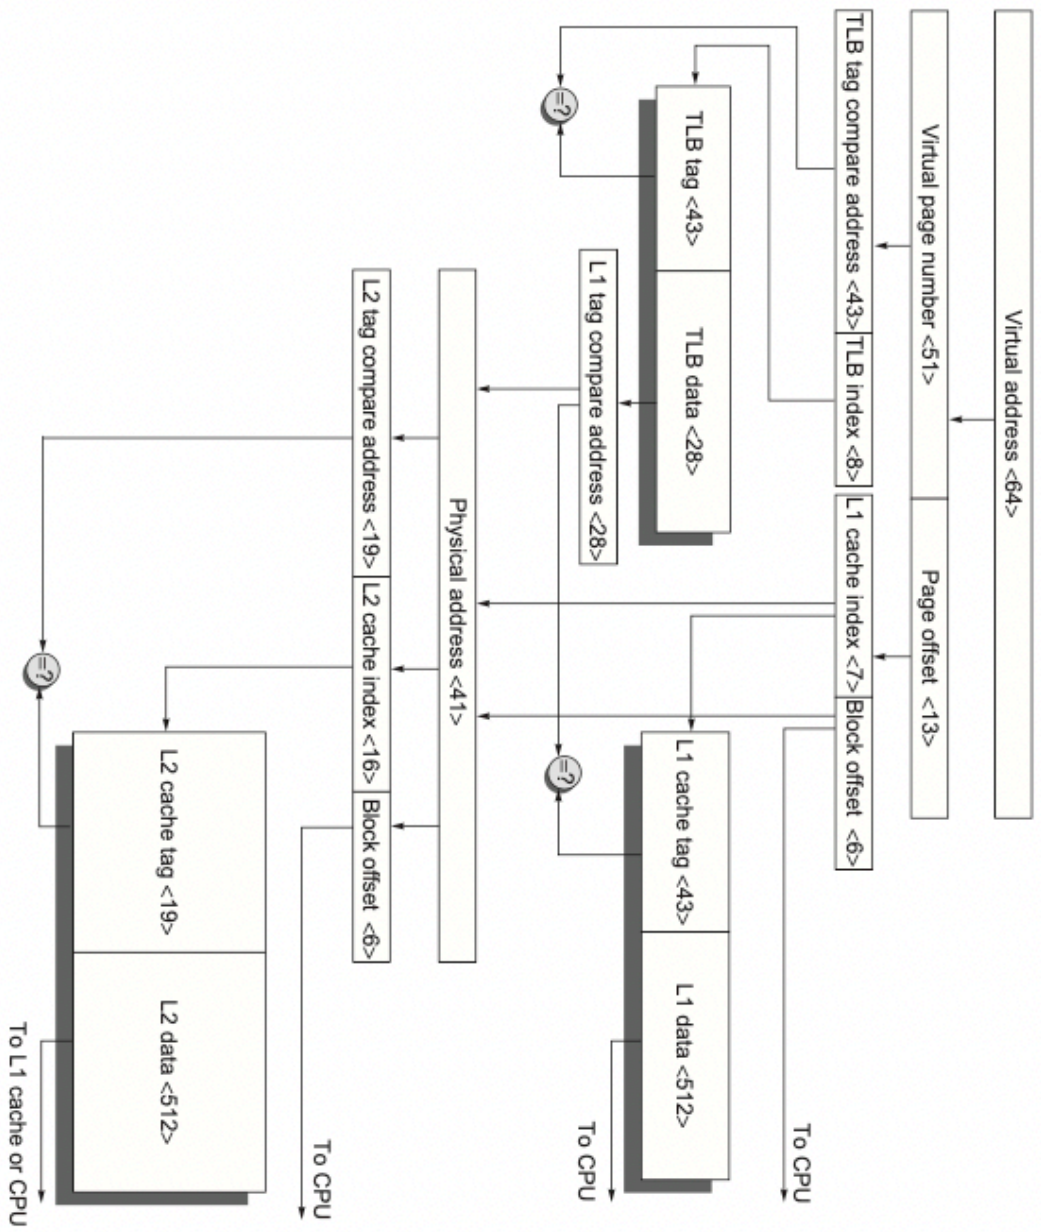 Virtual address <64>
Virtual page number <51>
Page offset <13>
TLB tag compare address <43>
TLB index <8>
L1 cache index <7>
Block offset <6>
To CPU
TLB tag <43>
TLB data <28>
L1 cache tag <43>
L1 data <512>
=?
=?
To CPU
L1 tag compare address <28>
Physical address <41>
L2 tag compare address <19>
L2 cache index <16>
Block offset <6>
To CPU
L2 cache tag <19>
L2 data <512>
=?
To L1 cache or CPU